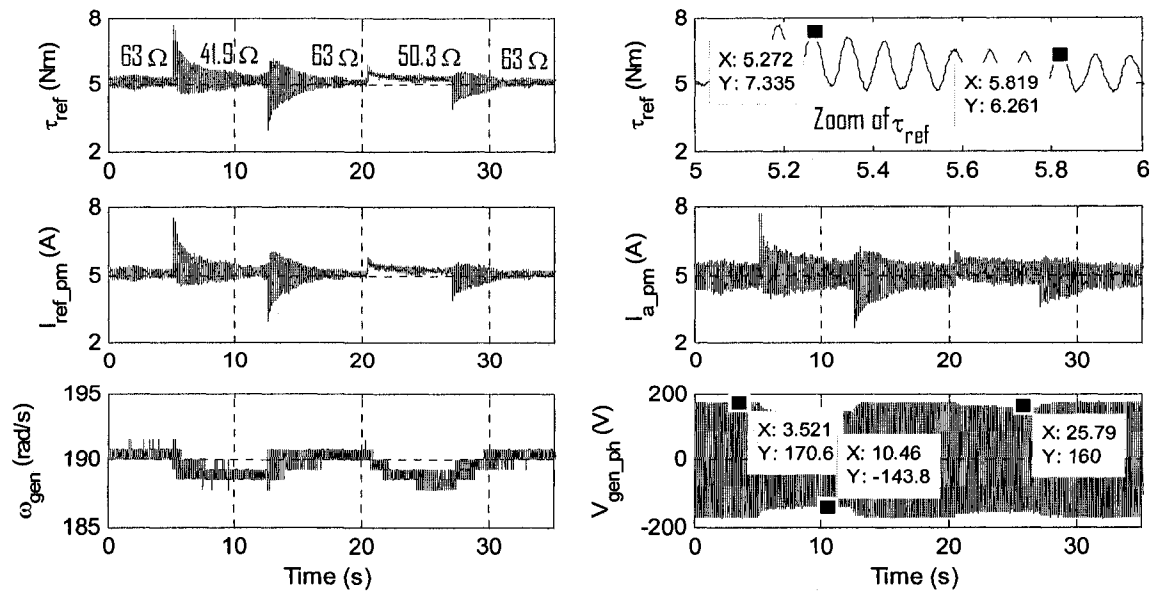 8
5
2
τref (Nm)
63 Ω 41.9 Ω 63 Ω 50.3 Ω 63 Ω
0 10 20 30
8
5
2
τref (Nm)
X: 5.272
Y: 7.335
X: 5.819
Y: 6.261
Zoom of τref
5 5.2 5.4 5.6 5.8 6
8
5
2
Iref_pm (A)
0 10 20 30
8
5
2
Ia_pm (A)
0 10 20 30
195
190
185
ωgen (rad/s)
0 10 20 30
Time (s)
200
0
-200
Vgen_ph (V)
X: 3.521
Y: 170.6
X: 10.46
Y: -143.8
X: 25.79
Y: 160
0 10 20 30
Time (s)